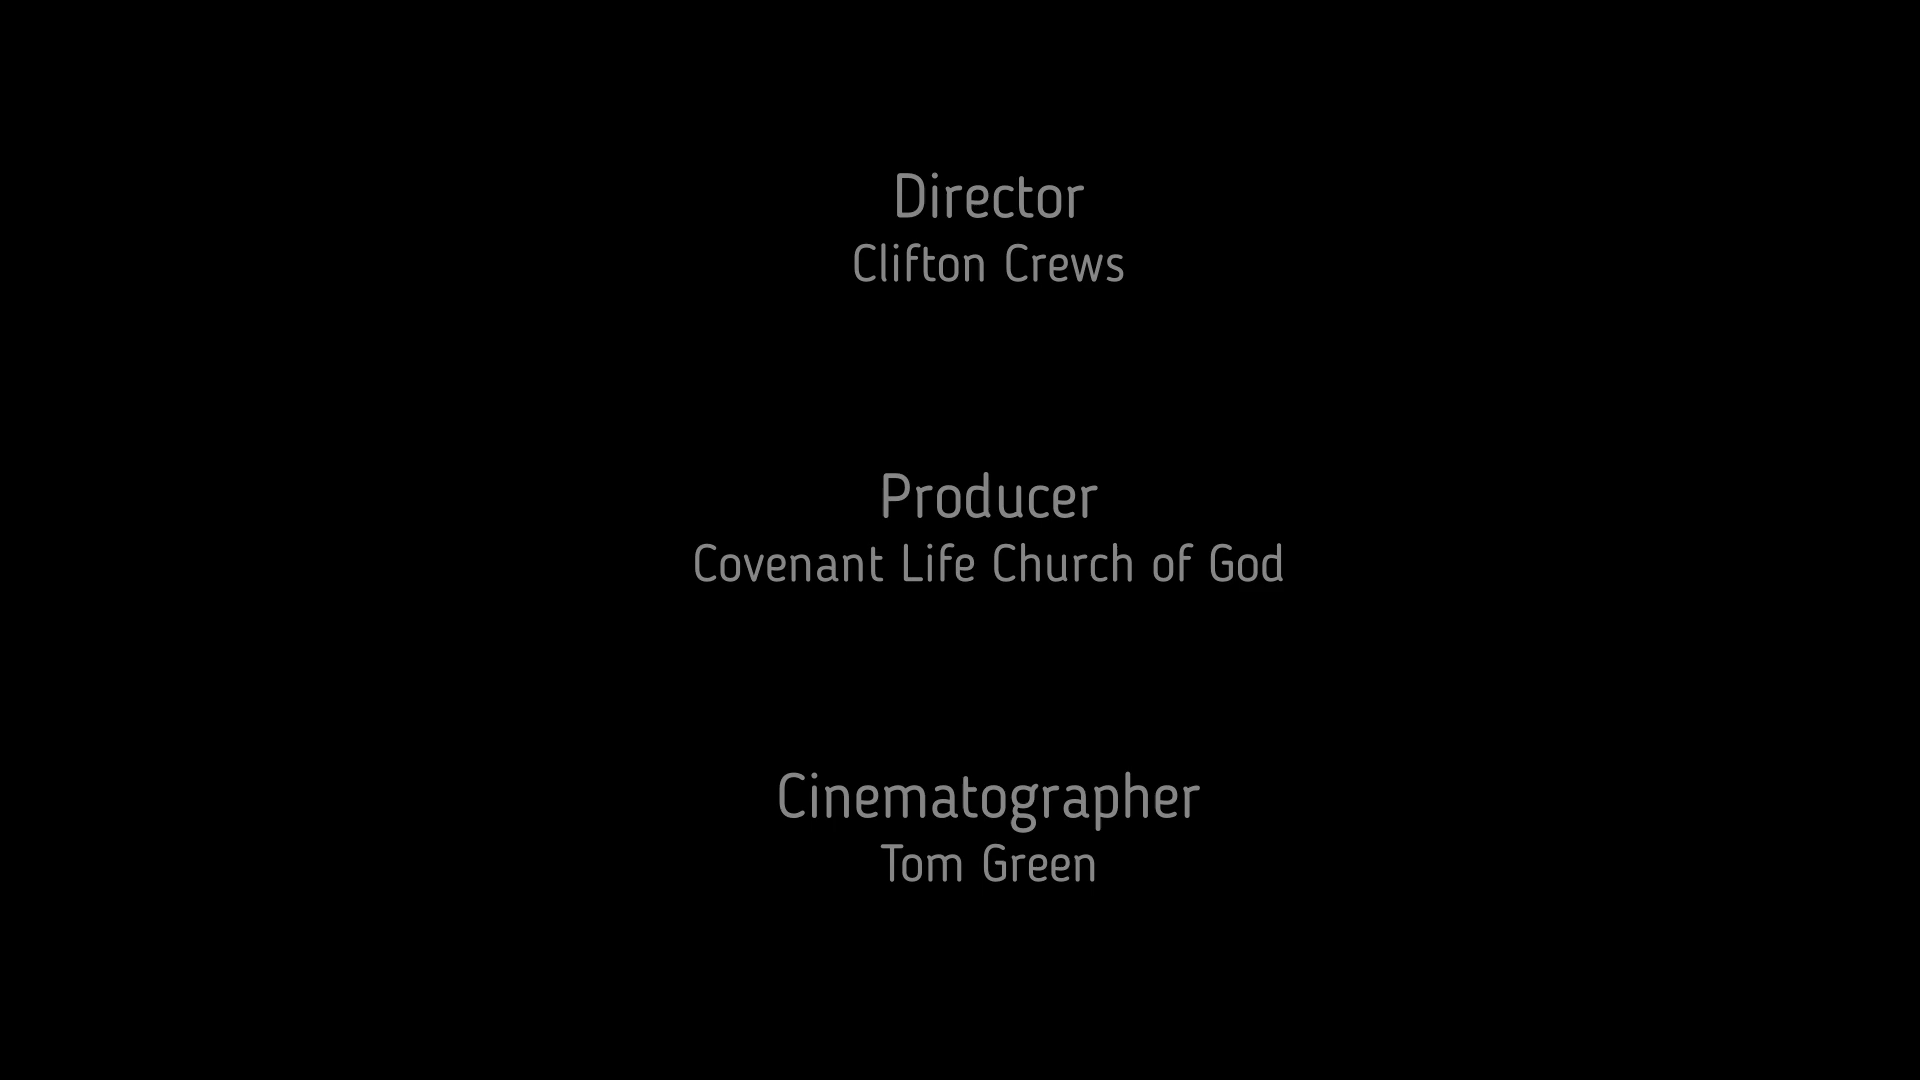 Director
Clifton Crews
Producer
Covenant Life Church of God
Cinematographer
Tom Green